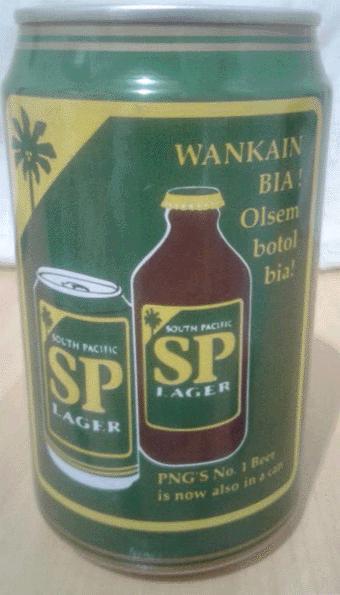 WANKAIN
BIA!
Olsem
botol
bia!
SOUTH PACIFIC
SP
LAGER
SOUTH PACIFIC
SP
LAGER
PNG'S No. 1 Beer
is now also in a can